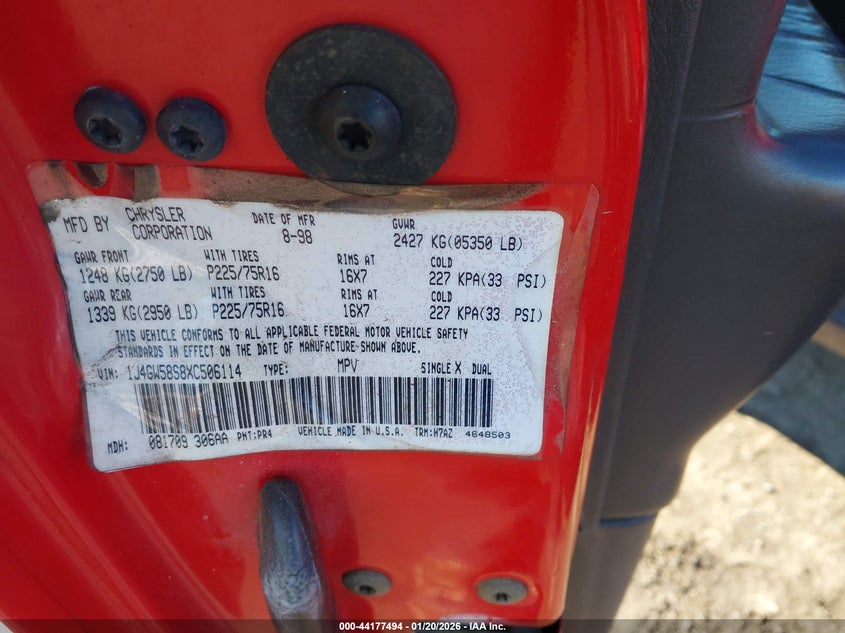 MFD BY CHRYSLER CORPORATION DATE OF MFR 8-98 GVWR 2427 KG(05350 LB)
GAWR FRONT WITH TIRES RIMS AT COLD
1248 KG(2750 LB) P225/75R16 16X7 227 KPA(33 PSI)
GAWR REAR WITH TIRES RIMS AT COLD
1339 KG(2950 LB) P225/75R16 16X7 227 KPA(33 PSI)
THIS VEHICLE CONFORMS TO ALL APPLICABLE FEDERAL MOTOR VEHICLE SAFETY
STANDARDS IN EFFECT ON THE DATE OF MANUFACTURE SHOWN ABOVE.
VIN: 1J4GW58S8XC506114 TYPE: MPV SINGLE X DUAL
MDH: 081709 306AA PNT:PR4 VEHICLE MADE IN U.S.A. TRM:H7AZ 4648503
000-44177494 — 01/20/2026 — IAA Inc.